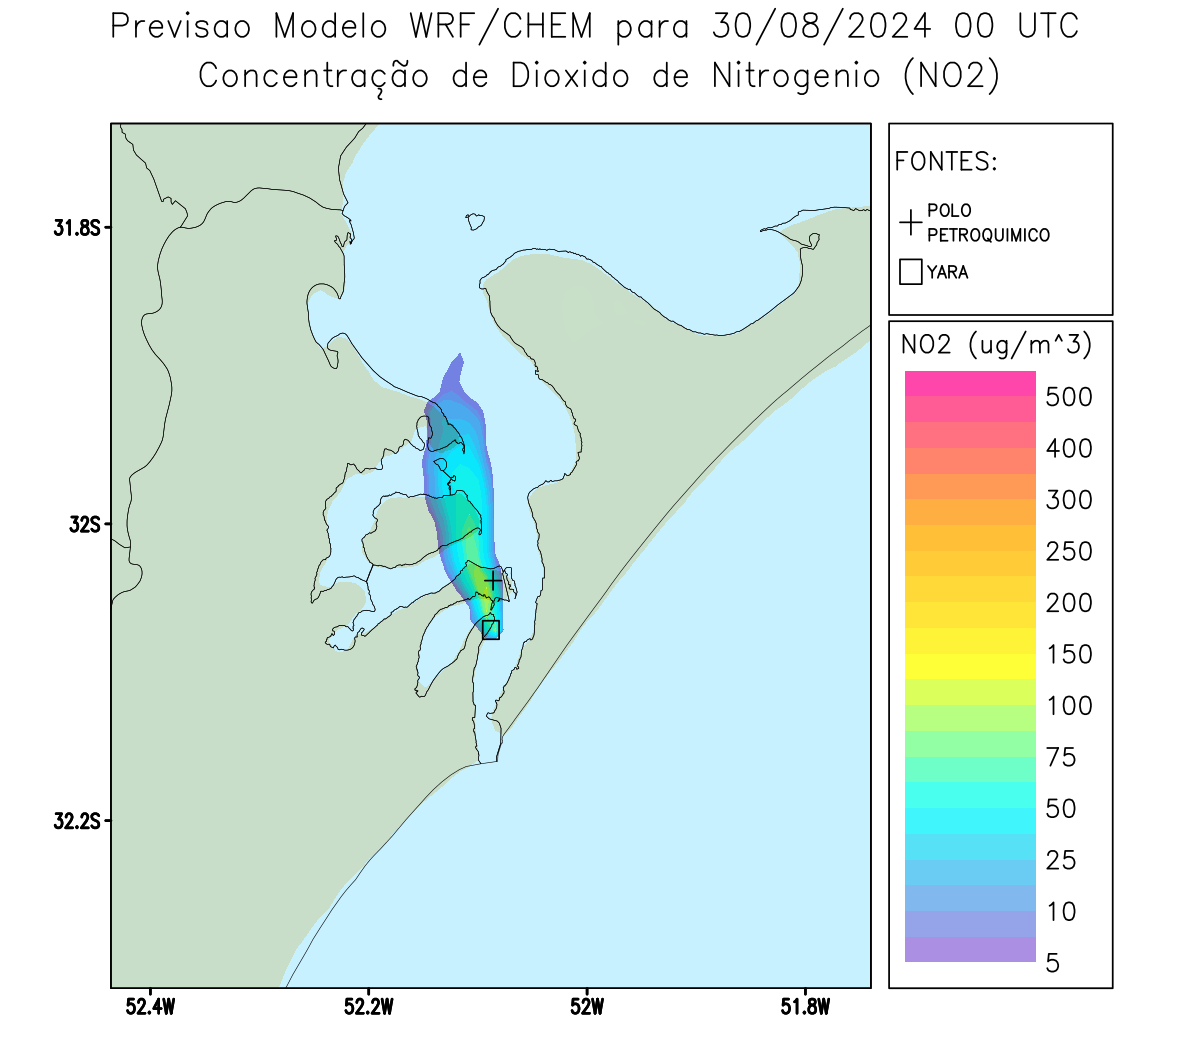 Previsao Modelo WRF/CHEM para 30/08/2024 00 UTC
Concentração de Dioxido de Nitrogenio (NO2)
FONTES:
POLO
PETROQUIMICO
YARA
31.8S
32S
32.2S
52.4W
52.2W
52W
51.8W
NO2 (ug/m^3)
500
400
300
250
200
150
100
75
50
25
10
5